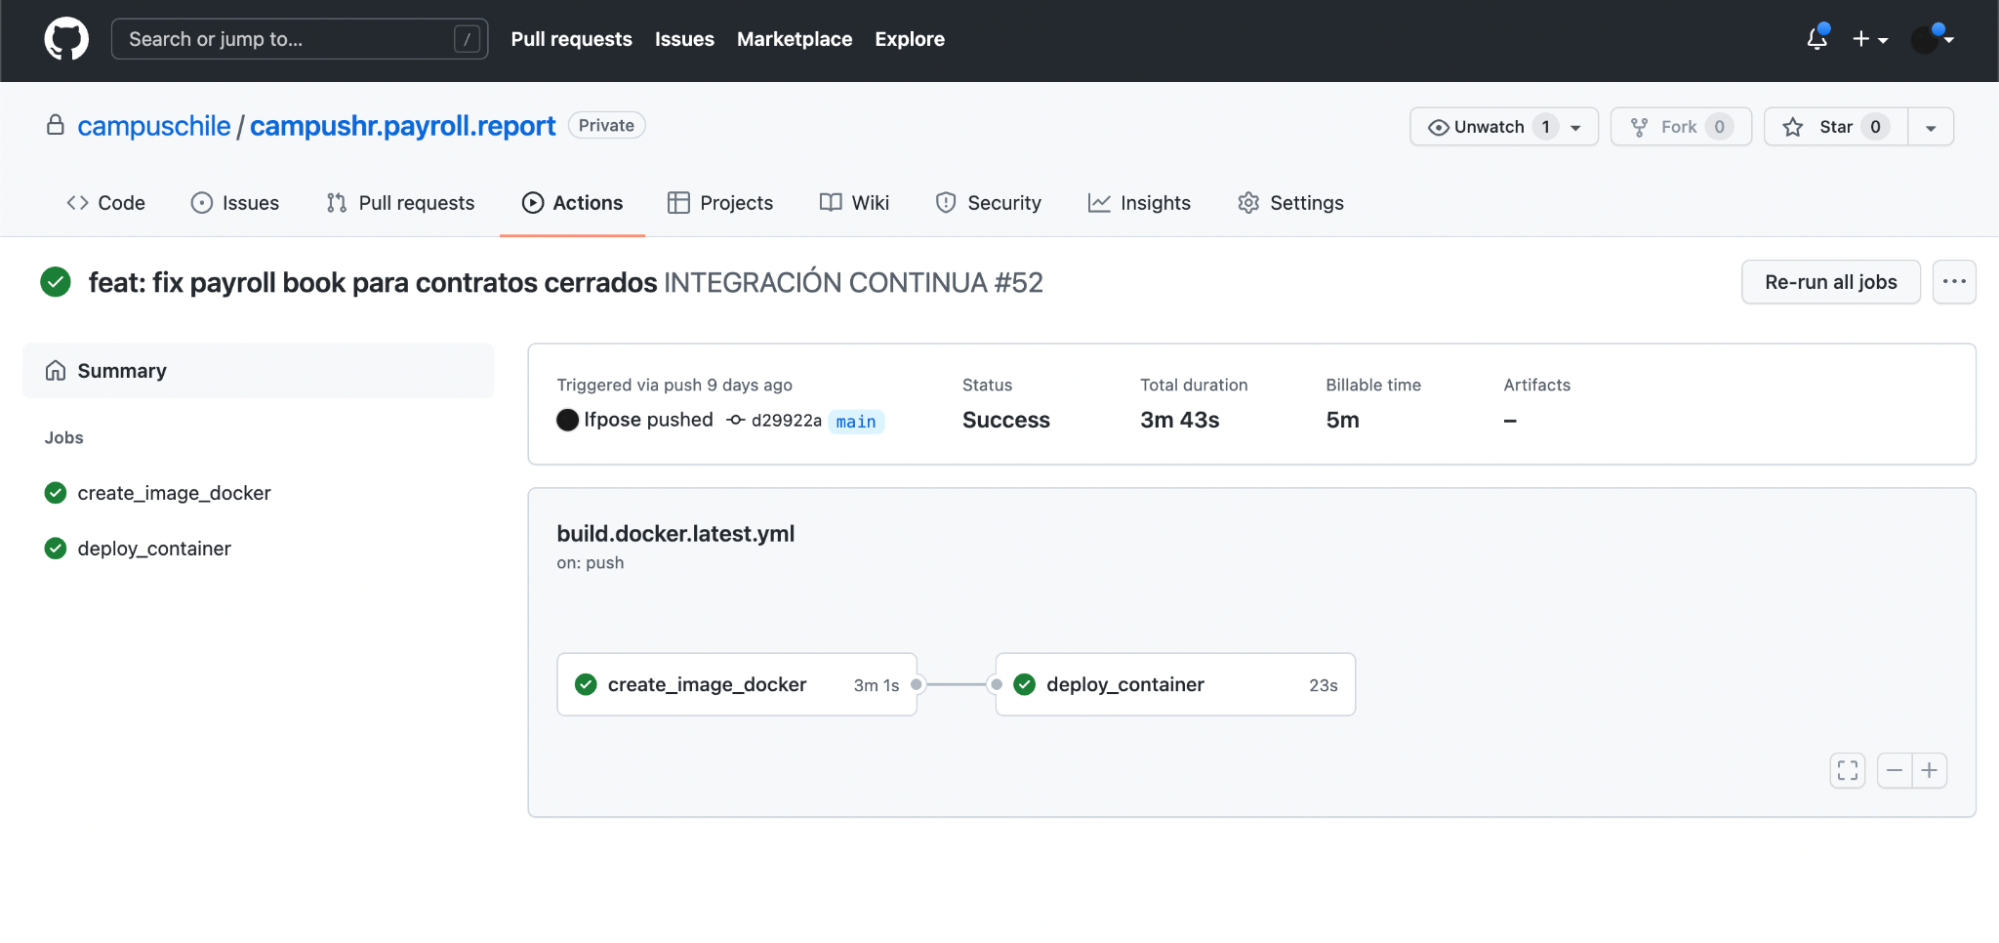 Search or jump to... /
Pull requests Issues Marketplace Explore
campuschile / campushr.payroll.report Private
Unwatch 1 Fork 0 Star 0
Code Issues Pull requests Actions Projects Wiki Security Insights Settings
feat: fix payroll book para contratos cerrados INTEGRACIÓN CONTINUA #52
Re-run all jobs
Summary
Jobs
create_image_docker
deploy_container
Triggered via push 9 days ago
lfpose pushed d29922a main
Status
Success
Total duration
3m 43s
Billable time
5m
Artifacts
–
build.docker.latest.yml
on: push
create_image_docker 3m 1s
deploy_container 23s